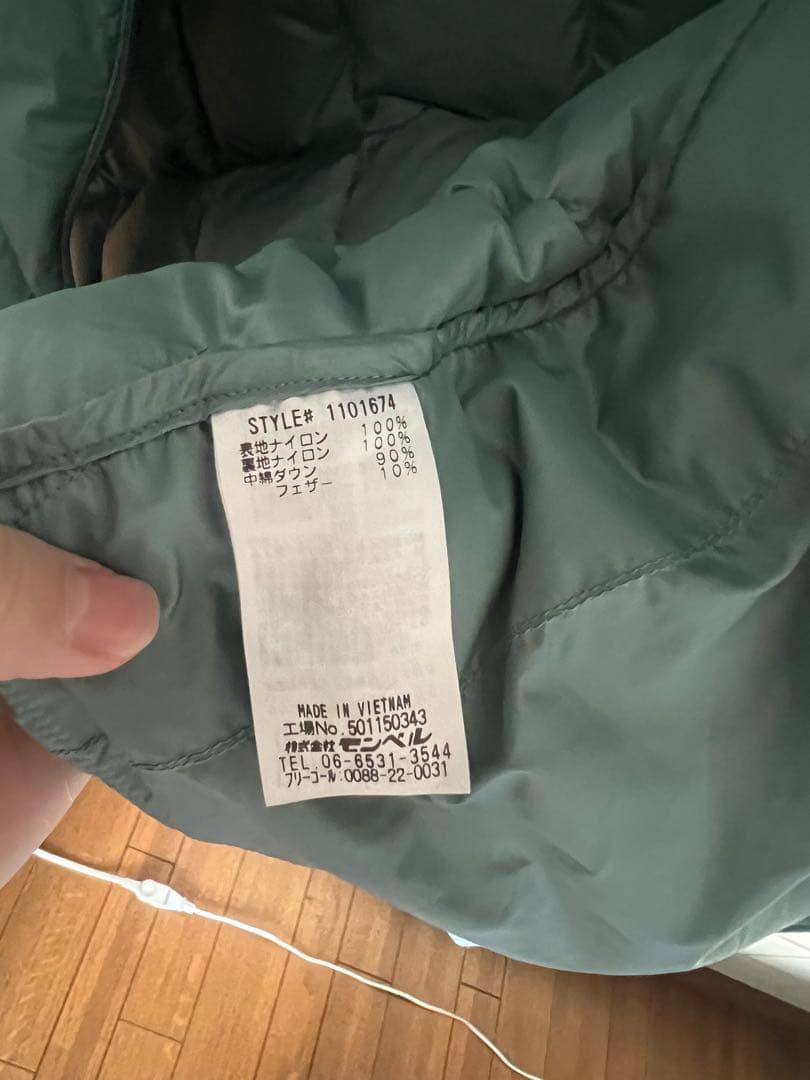 STYLE# 1101674
表地ナイロン 100%
裏地ナイロン 100%
中綿ダウン 90%
フェザー 10%
MADE IN VIETNAM
工場No.501150343
株式会社モンベル
TEL.06-6531-3544
フリーコール:0088-22-0031